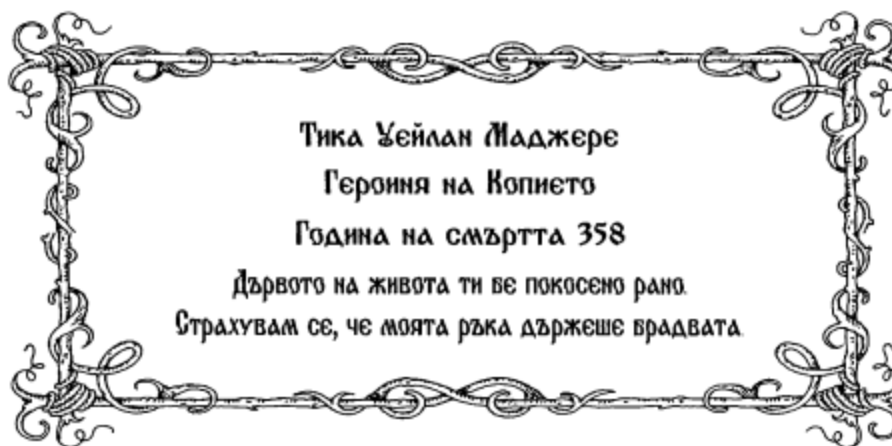 Тика Уейлан Маджере
Героиня на Копието
Година на смъртта 358
Дървото на живота ти бе покосено рано.
Страхувам се, че моята ръка държеше брадвата.